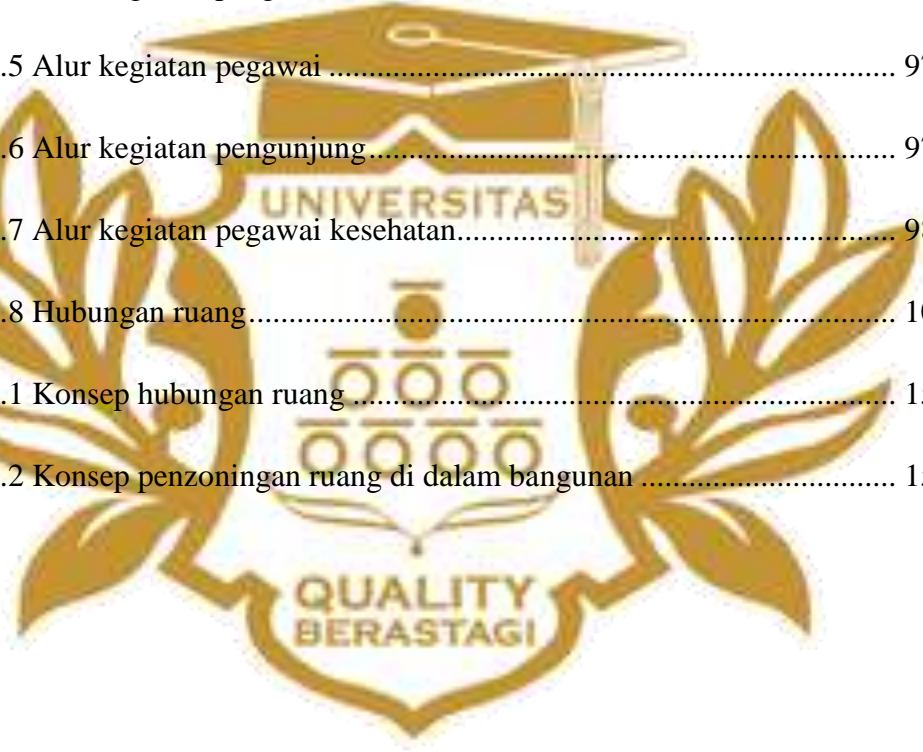 .5 Alur kegiatan pegawai ........................................................................ 9
.6 Alur kegiatan pengunjung................................................................... 9
UNIVERSITAS
.7 Alur kegiatan pegawai kesehatan........................................................ 9
.8 Hubungan ruang.................................................................................. 10
.1 Konsep hubungan ruang ..................................................................... 1
.2 Konsep penzoningan ruang di dalam bangunan ................................ 1
QUALITY
BERASTAGI